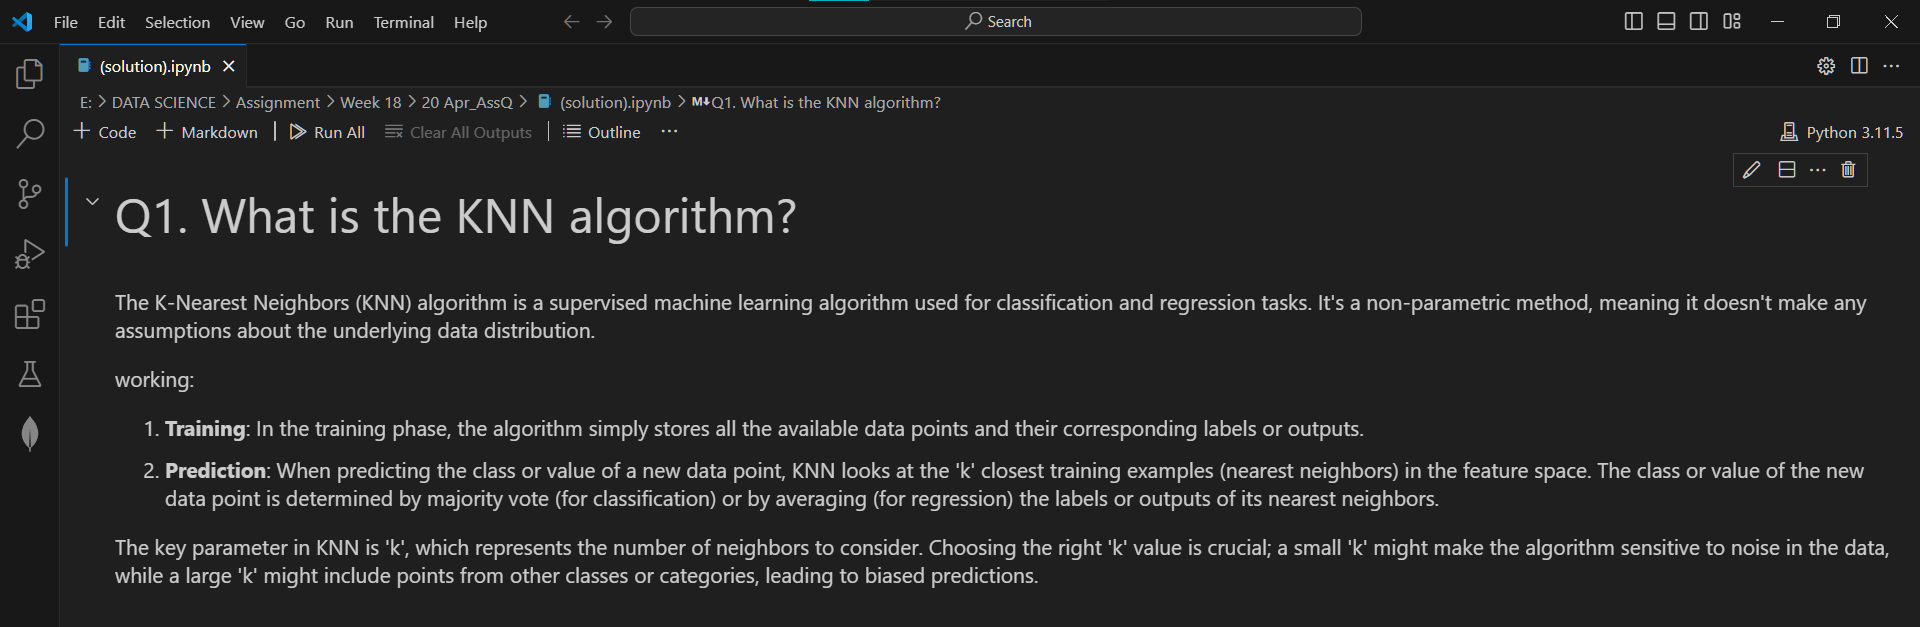 File Edit Selection View Go Run Terminal Help Search
(solution).ipynb
E: > DATA SCIENCE > Assignment > Week 18 > 20 Apr_AssQ > (solution).ipynb > M↓Q1. What is the KNN algorithm?
+ Code + Markdown | Run All Clear All Outputs | Outline ··· Python 3.11.5
Q1. What is the KNN algorithm?
The K-Nearest Neighbors (KNN) algorithm is a supervised machine learning algorithm used for classification and regression tasks. It's a non-parametric method, meaning it doesn't make any
assumptions about the underlying data distribution.
working:
1. Training: In the training phase, the algorithm simply stores all the available data points and their corresponding labels or outputs.
2. Prediction: When predicting the class or value of a new data point, KNN looks at the 'k' closest training examples (nearest neighbors) in the feature space. The class or value of the new
data point is determined by majority vote (for classification) or by averaging (for regression) the labels or outputs of its nearest neighbors.
The key parameter in KNN is 'k', which represents the number of neighbors to consider. Choosing the right 'k' value is crucial; a small 'k' might make the algorithm sensitive to noise in the data,
while a large 'k' might include points from other classes or categories, leading to biased predictions.